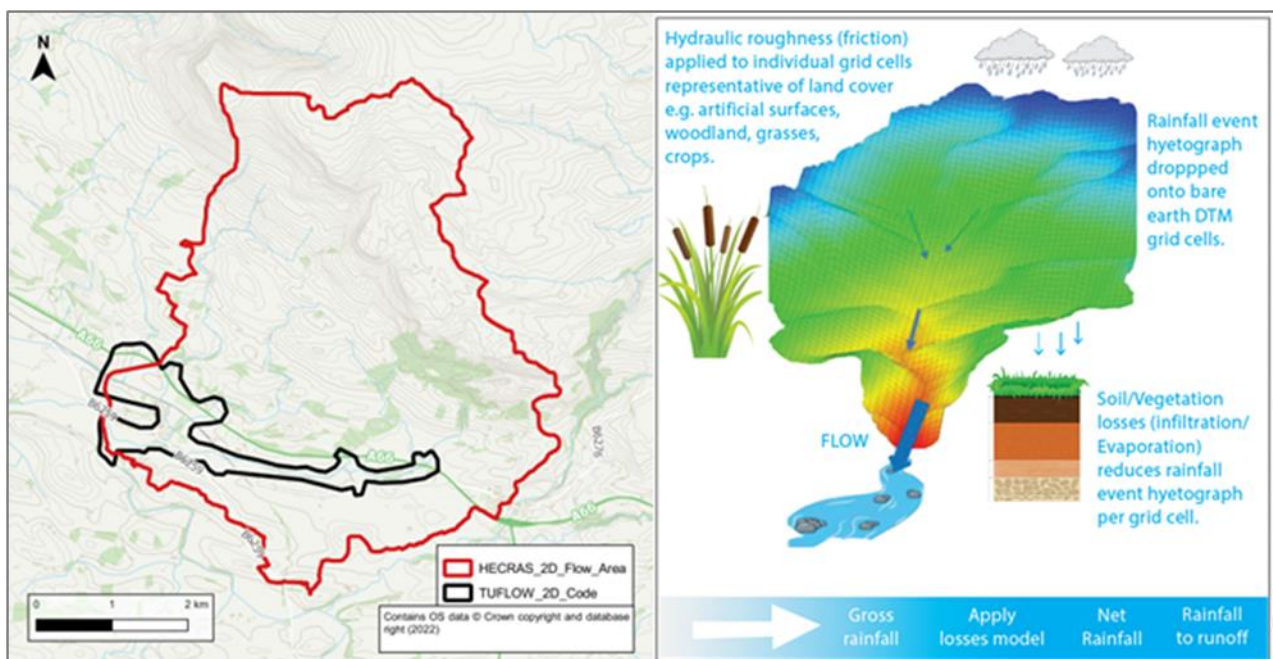 N
A66
B6259
B6259
A66
B6276
A66
B6259
HECRAS_2D_Flow_Area
TUFLOW_2D_Code
0 1 2 km
Contains OS data © Crown copyright and database
right (2022)
Hydraulic roughness (friction)
applied to individual grid cells
representative of land cover
e.g. artificial surfaces,
woodland, grasses,
crops.
Rainfall event
hyetograph
droppped
onto bare
earth DTM
grid cells.
FLOW
Soil/Vegetation
losses (infiltration/
Evaporation)
reduces rainfall
event hyetograph
per grid cell.
Gross
rainfall
Apply
losses model
Net
Rainfall
Rainfall
to runoff